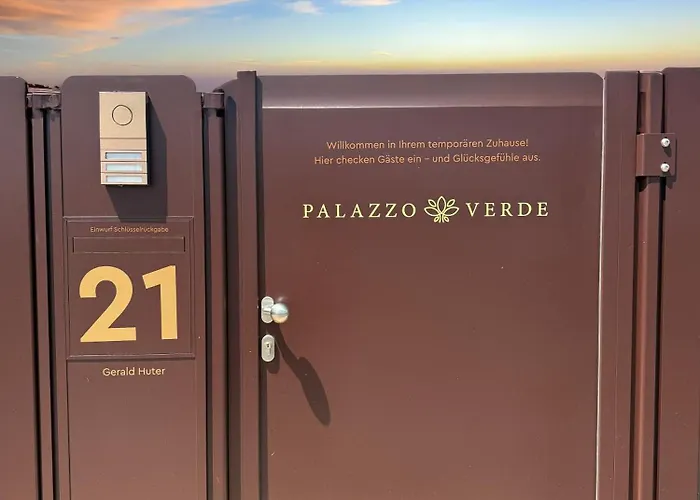 Willkommen in Ihrem temporären Zuhause!
Hier checken Gäste ein – und Glücksgefühle aus.
PALAZZO VERDE
Einwurf Schlüsselrückgabe
21
Gerald Huter